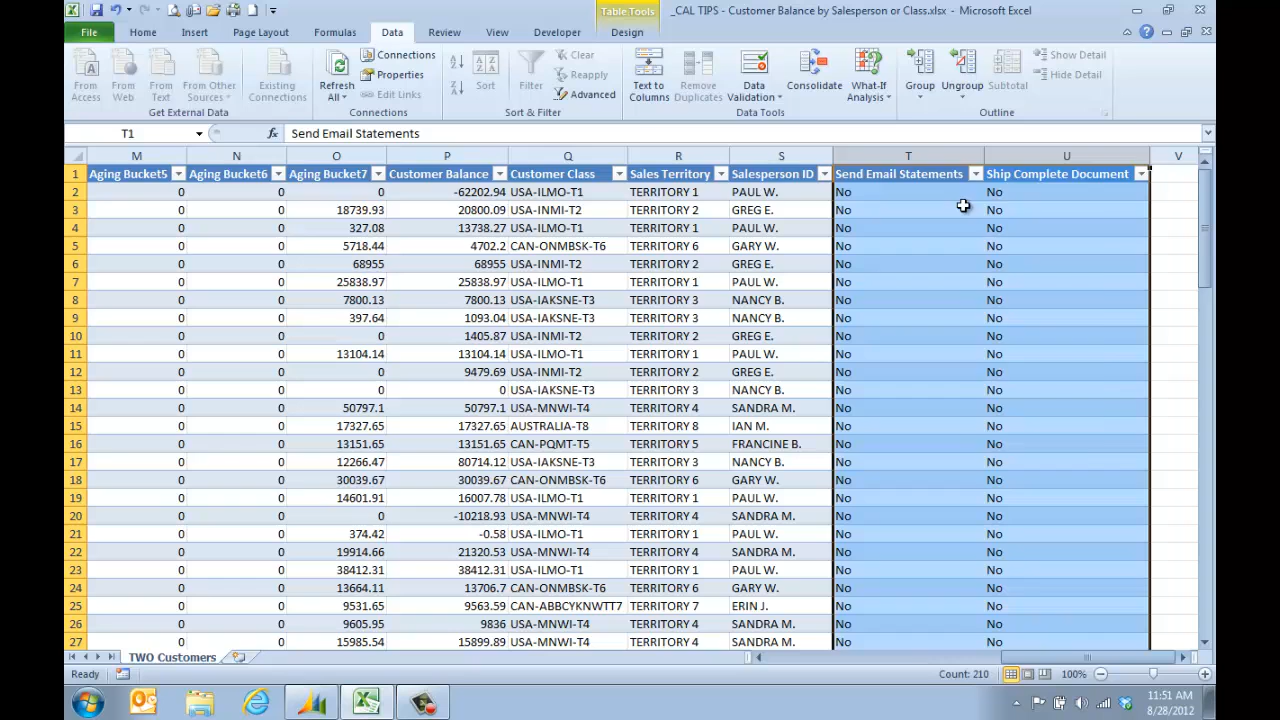 Table Tools
_CAL TIPS - Customer Balance by Salesperson or Class.xlsx - Microsoft Excel
File Home Insert Page Layout Formulas Data Review View Developer Design
From Access From Web From Text From Other Sources Existing Connections Refresh All Connections Properties Edit Links Sort Filter Clear Reapply Advanced Text to Columns Remove Duplicates Data Validation Consolidate What-If Analysis Group Ungroup Subtotal Show Detail Hide Detail
Get External Data Connections Sort & Filter Data Tools Outline
T1 fx Send Email Statements
M N O P Q R S T U V
1 Aging Bucket5 Aging Bucket6 Aging Bucket7 Customer Balance Customer Class Sales Territory Salesperson ID Send Email Statements Ship Complete Document
2 0 0 0 -62202.94 USA-ILMO-T1 TERRITORY 1 PAUL W. No No
3 0 0 18739.93 20800.09 USA-INMI-T2 TERRITORY 2 GREG E. No No
4 0 0 327.08 13738.27 USA-ILMO-T1 TERRITORY 1 PAUL W. No No
5 0 0 5718.44 4702.2 CAN-ONMBSK-T6 TERRITORY 6 GARY W. No No
6 0 0 68955 68955 USA-INMI-T2 TERRITORY 2 GREG E. No No
7 0 0 25838.97 25838.97 USA-ILMO-T1 TERRITORY 1 PAUL W. No No
8 0 0 7800.13 7800.13 USA-IAKSNE-T3 TERRITORY 3 NANCY B. No No
9 0 0 397.64 1093.04 USA-IAKSNE-T3 TERRITORY 3 NANCY B. No No
10 0 0 0 1405.87 USA-INMI-T2 TERRITORY 2 GREG E. No No
11 0 0 13104.14 13104.14 USA-ILMO-T1 TERRITORY 1 PAUL W. No No
12 0 0 0 9479.69 USA-INMI-T2 TERRITORY 2 GREG E. No No
13 0 0 0 0 USA-IAKSNE-T3 TERRITORY 3 NANCY B. No No
14 0 0 50797.1 50797.1 USA-MNWI-T4 TERRITORY 4 SANDRA M. No No
15 0 0 17327.65 17327.65 AUSTRALIA-T8 TERRITORY 8 IAN M. No No
16 0 0 13151.65 13151.65 CAN-PQMT-T5 TERRITORY 5 FRANCINE B. No No
17 0 0 12266.47 80714.12 USA-IAKSNE-T3 TERRITORY 3 NANCY B. No No
18 0 0 30039.67 30039.67 CAN-ONMBSK-T6 TERRITORY 6 GARY W. No No
19 0 0 14601.91 16007.78 USA-ILMO-T1 TERRITORY 1 PAUL W. No No
20 0 0 0 -10218.93 USA-MNWI-T4 TERRITORY 4 SANDRA M. No No
21 0 0 374.42 -0.58 USA-ILMO-T1 TERRITORY 1 PAUL W. No No
22 0 0 19914.66 21320.53 USA-MNWI-T4 TERRITORY 4 SANDRA M. No No
23 0 0 38412.31 38412.31 USA-ILMO-T1 TERRITORY 1 PAUL W. No No
24 0 0 13664.11 13706.7 CAN-ONMBSK-T6 TERRITORY 6 GARY W. No No
25 0 0 9531.65 9563.59 CAN-ABBCYKNWTT7 TERRITORY 7 ERIN J. No No
26 0 0 9605.95 9836 USA-MNWI-T4 TERRITORY 4 SANDRA M. No No
27 0 0 15985.54 15899.89 USA-MNWI-T4 TERRITORY 4 SANDRA M. No No
TWO Customers
Ready Count: 210 100%
11:51 AM
8/28/2012